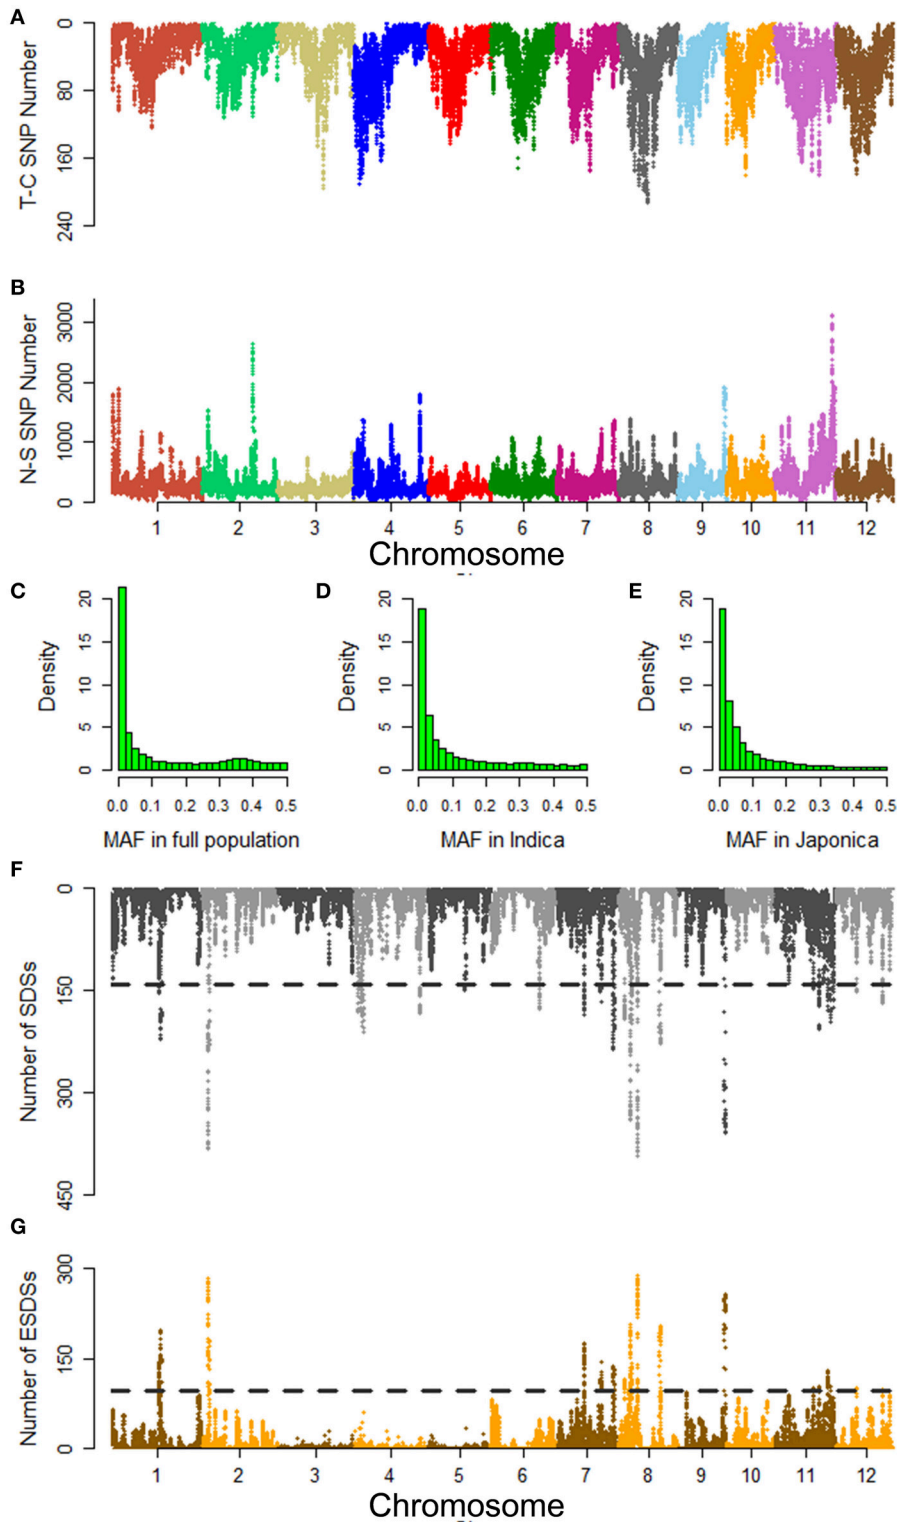 A
T-C SNP Number
0
80
160
240
B
N-S SNP Number
3000
2000
1000
0
1 2 3 4 5 6 7 8 9 10 11 12
Chromosome
C
Density
20
15
10
5
0
0.0 0.1 0.2 0.3 0.4 0.5
MAF in full population
D
Density
20
15
10
5
0
0.0 0.1 0.2 0.3 0.4 0.5
MAF in Indica
E
Density
20
15
10
5
0
0.0 0.1 0.2 0.3 0.4 0.5
MAF in Japonica
F
Number of SDSs
0
150
300
450
G
Number of ESDSs
300
150
0
1 2 3 4 5 6 7 8 9 10 11 12
Chromosome